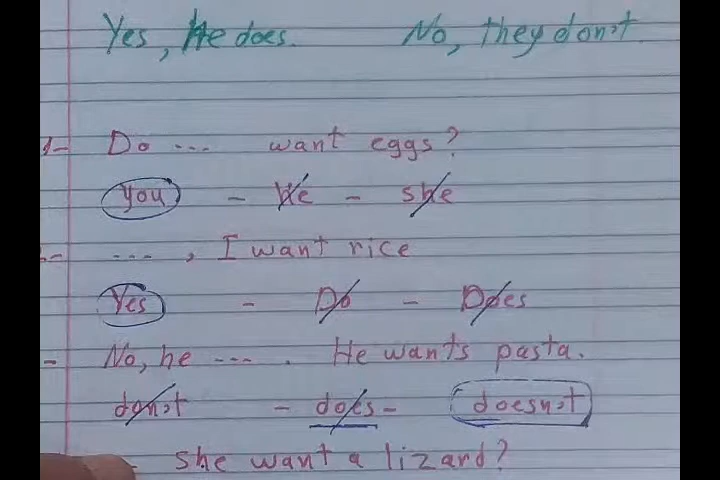 Yes, He does. No, they don't
1- Do --- want eggs?
you - He - she
- ---, I want rice
Yes - Do - Does
- No, he ---. He wants pasta.
don't - does - doesn't
she want a lizard?